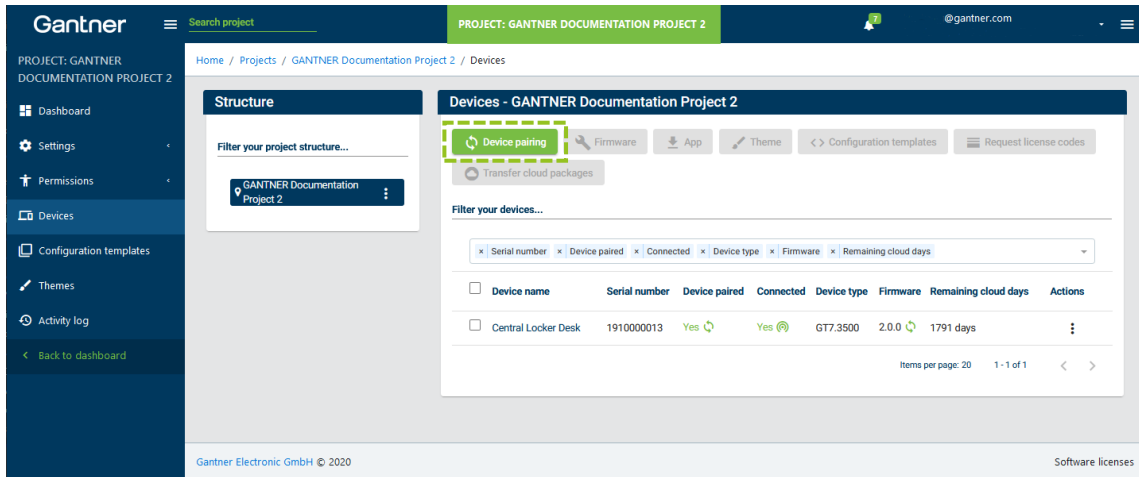 Gantner
Search project
PROJECT: GANTNER DOCUMENTATION PROJECT 2
7
@gantner.com
PROJECT: GANTNER
DOCUMENTATION PROJECT 2
Dashboard
Settings
Permissions
Devices
Configuration templates
Themes
Activity log
Back to dashboard
Home / Projects / GANTNER Documentation Project 2 / Devices
Structure
Filter your project structure...
GANTNER Documentation
Project 2
Devices - GANTNER Documentation Project 2
Device pairing Firmware App Theme <> Configuration templates Request license codes
Transfer cloud packages
Filter your devices...
× Serial number × Device paired × Connected × Device type × Firmware × Remaining cloud days
Device name Serial number Device paired Connected Device type Firmware Remaining cloud days Actions
Central Locker Desk 1910000013 Yes Yes GT7.3500 2.0.0 1791 days
Items per page: 20 1 - 1 of 1
Gantner Electronic GmbH © 2020
Software licenses